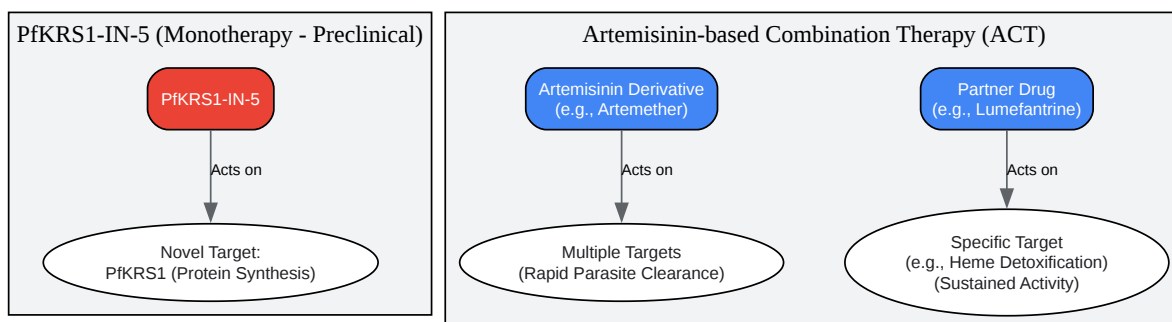 PfKRS1-IN-5 (Monotherapy - Preclinical)
PfKRS1-IN-5
Acts on
Novel Target:
PfKRS1 (Protein Synthesis)
Artemisinin-based Combination Therapy (ACT)
Artemisinin Derivative
(e.g., Artemether)
Acts on
Multiple Targets
(Rapid Parasite Clearance)
Partner Drug
(e.g., Lumefantrine)
Acts on
Specific Target
(e.g., Heme Detoxification)
(Sustained Activity)